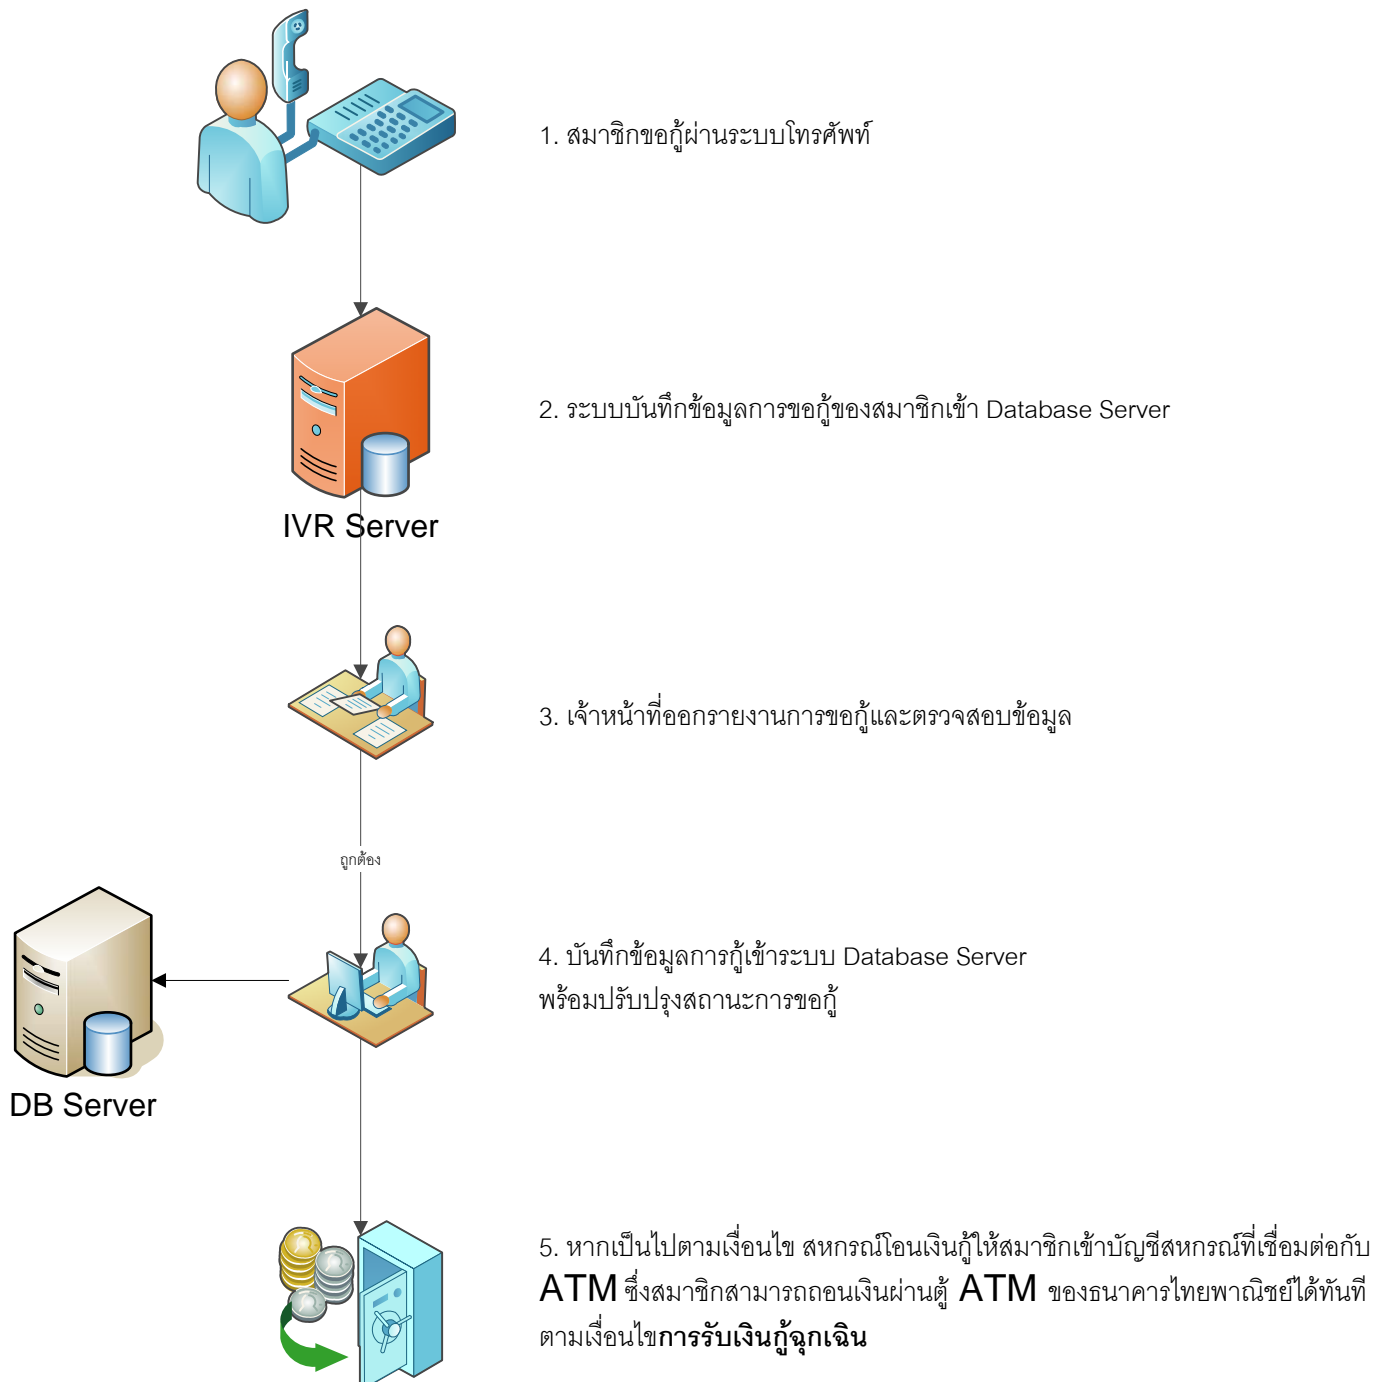 1. สมาชิกขอกู้ผ่านระบบโทรศัพท์
2. ระบบบันทึกข้อมูลการขอกู้ของสมาชิกเข้า Database Server
IVR Server
3. เจ้าหน้าที่ออกรายงานการขอกู้และตรวจสอบข้อมูล
ถูกต้อง
4. บันทึกข้อมูลการกู้เข้าระบบ Database Server
พร้อมปรับปรุงสถานะการขอกู้
DB Server
5. หากเป็นไปตามเงื่อนไข สหกรณ์โอนเงินกู้ให้สมาชิกเข้าบัญชีสหกรณ์ที่เชื่อมต่อกับ
ATM ซึ่งสมาชิกสามารถถอนเงินผ่านตู้ ATM ของธนาคารไทยพาณิชย์ได้ทันที
ตามเงื่อนไขการรับเงินกู้ฉุกเฉิน